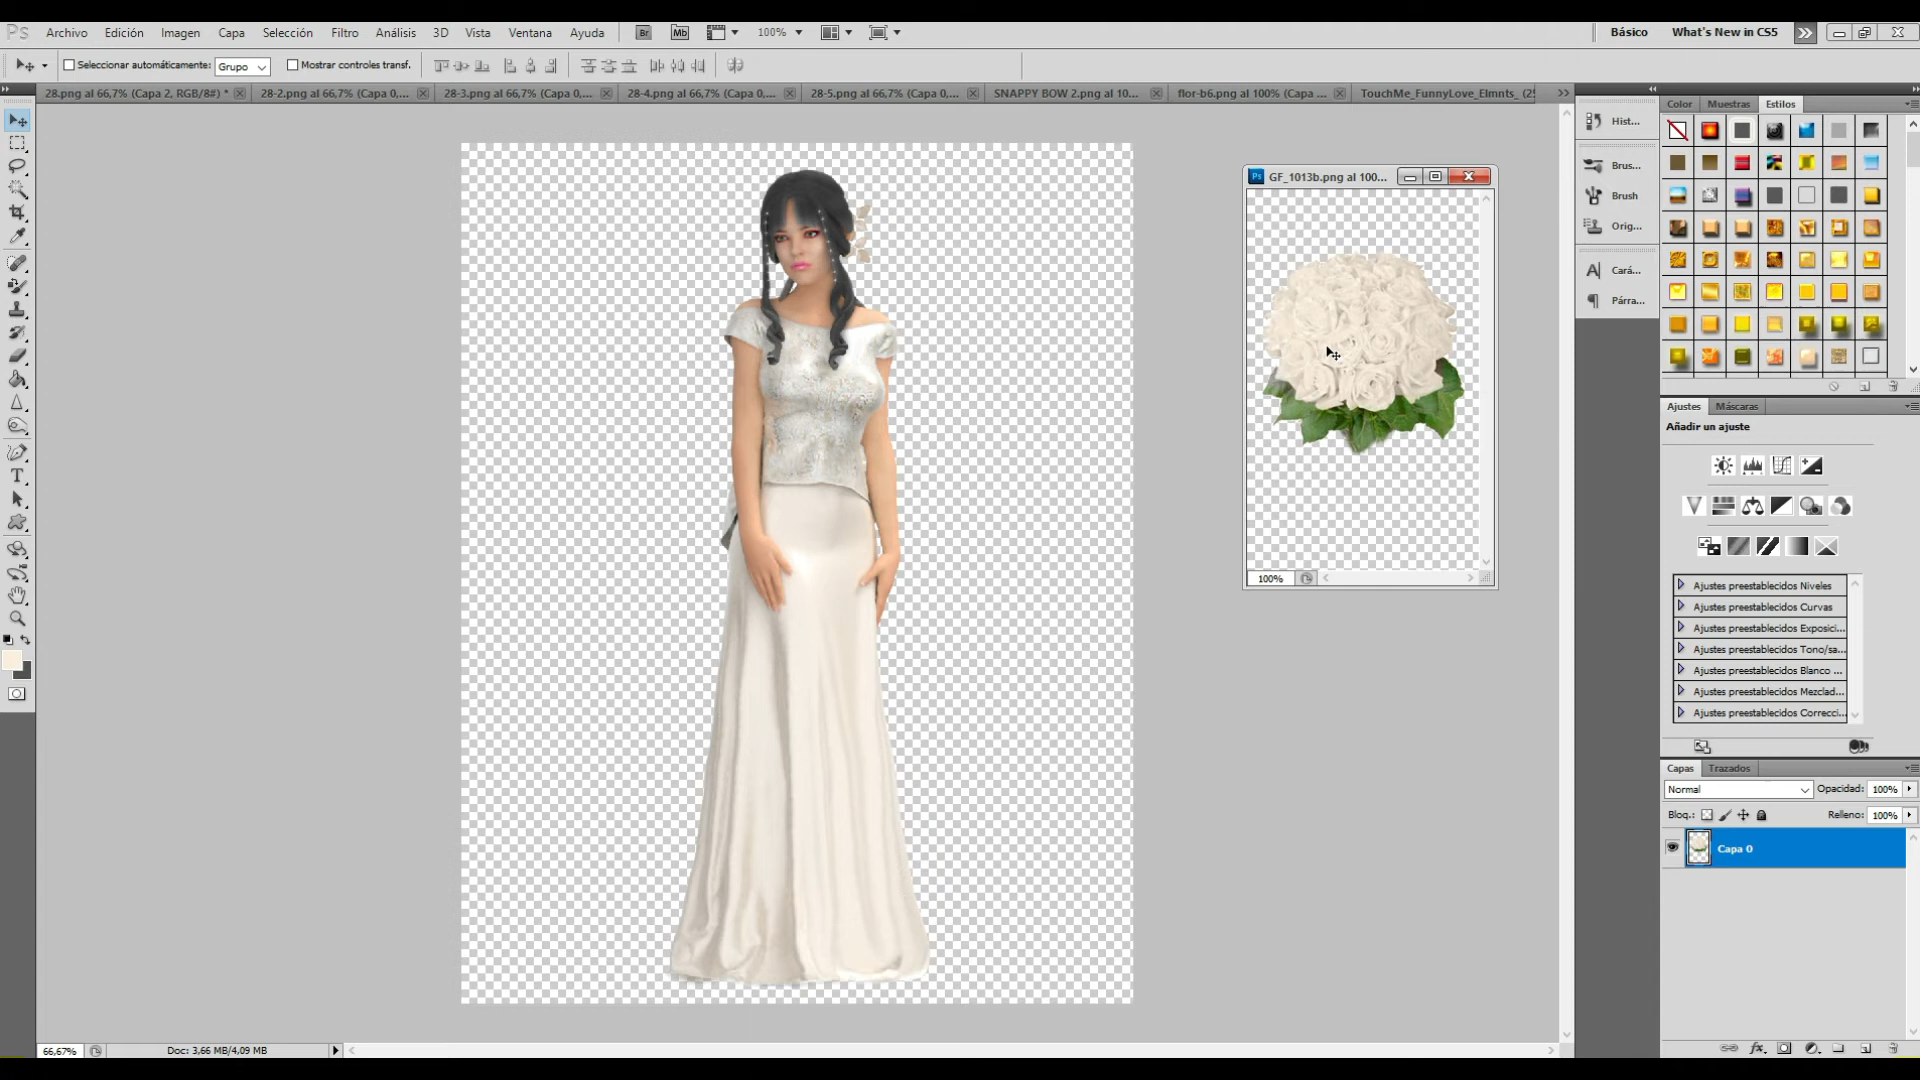 Ps Archivo Edición Imagen Capa Selección Filtro Análisis 3D Vista Ventana Ayuda Br Mb 100% Básico What's New in CS5
Seleccionar automáticamente: Grupo Mostrar controles transf.
28.png al 66,7% (Capa 2, RGB/8#) * 28-2.png al 66,7% (Capa 0,... 28-3.png al 66,7% (Capa 0,... 28-4.png al 66,7% (Capa 0,... 28-5.png al 66,7% (Capa 0,... SNAPPY BOW 2.png al 10... flor-b6.png al 100% (Capa ... TouchMe_FunnyLove_Elmnts_ (25
Color Muestras Estilos
Hist...
Brus...
Brush
Orig...
Cará...
Párra...
Ps GF_1013b.png al 100...
100%
Ajustes Máscaras
Añadir un ajuste
Ajustes preestablecidos Niveles
Ajustes preestablecidos Curvas
Ajustes preestablecidos Exposici...
Ajustes preestablecidos Tono/sa...
Ajustes preestablecidos Blanco ...
Ajustes preestablecidos Mezclad...
Ajustes preestablecidos Correcci...
Capas Trazados
Normal Opacidad: 100%
Bloq.: Relleno: 100%
Capa 0
66,67% Doc: 3,66 MB/4,09 MB